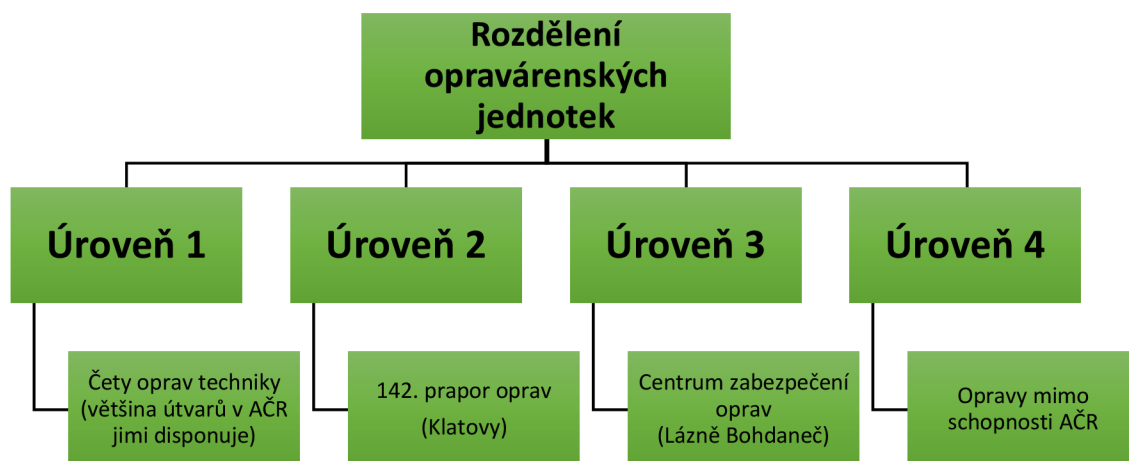 Rozdělení
opravárenských
jednotek
Úroveň 1
Úroveň 2
Úroveň 3
Úroveň 4
Čety oprav techniky
(většina útvarů v AČR
jimi disponuje)
142. prapor oprav
(Klatovy)
Centrum zabezpečení
oprav
(Lázně Bohdaneč)
Opravy mimo
schopnosti AČR